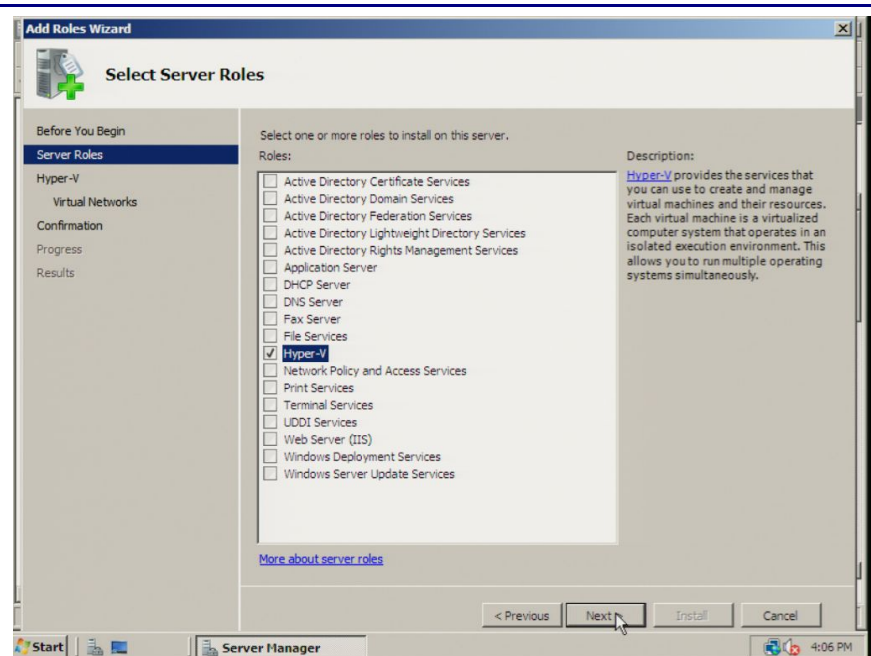 Add Roles Wizard
Select Server Roles
Before You Begin
Server Roles
Hyper-V
Virtual Networks
Confirmation
Progress
Results
Select one or more roles to install on this server.
Roles:
Active Directory Certificate Services
Active Directory Domain Services
Active Directory Federation Services
Active Directory Lightweight Directory Services
Active Directory Rights Management Services
Application Server
DHCP Server
DNS Server
Fax Server
File Services
Hyper-V
Network Policy and Access Services
Print Services
Terminal Services
UDDI Services
Web Server (IIS)
Windows Deployment Services
Windows Server Update Services
More about server roles
Description:
Hyper-V provides the services that
you can use to create and manage
virtual machines and their resources.
Each virtual machine is a virtualized
computer system that operates in an
isolated execution environment. This
allows you to run multiple operating
systems simultaneously.
< Previous
Next >
Install
Cancel
Start
Server Manager
4:06 PM